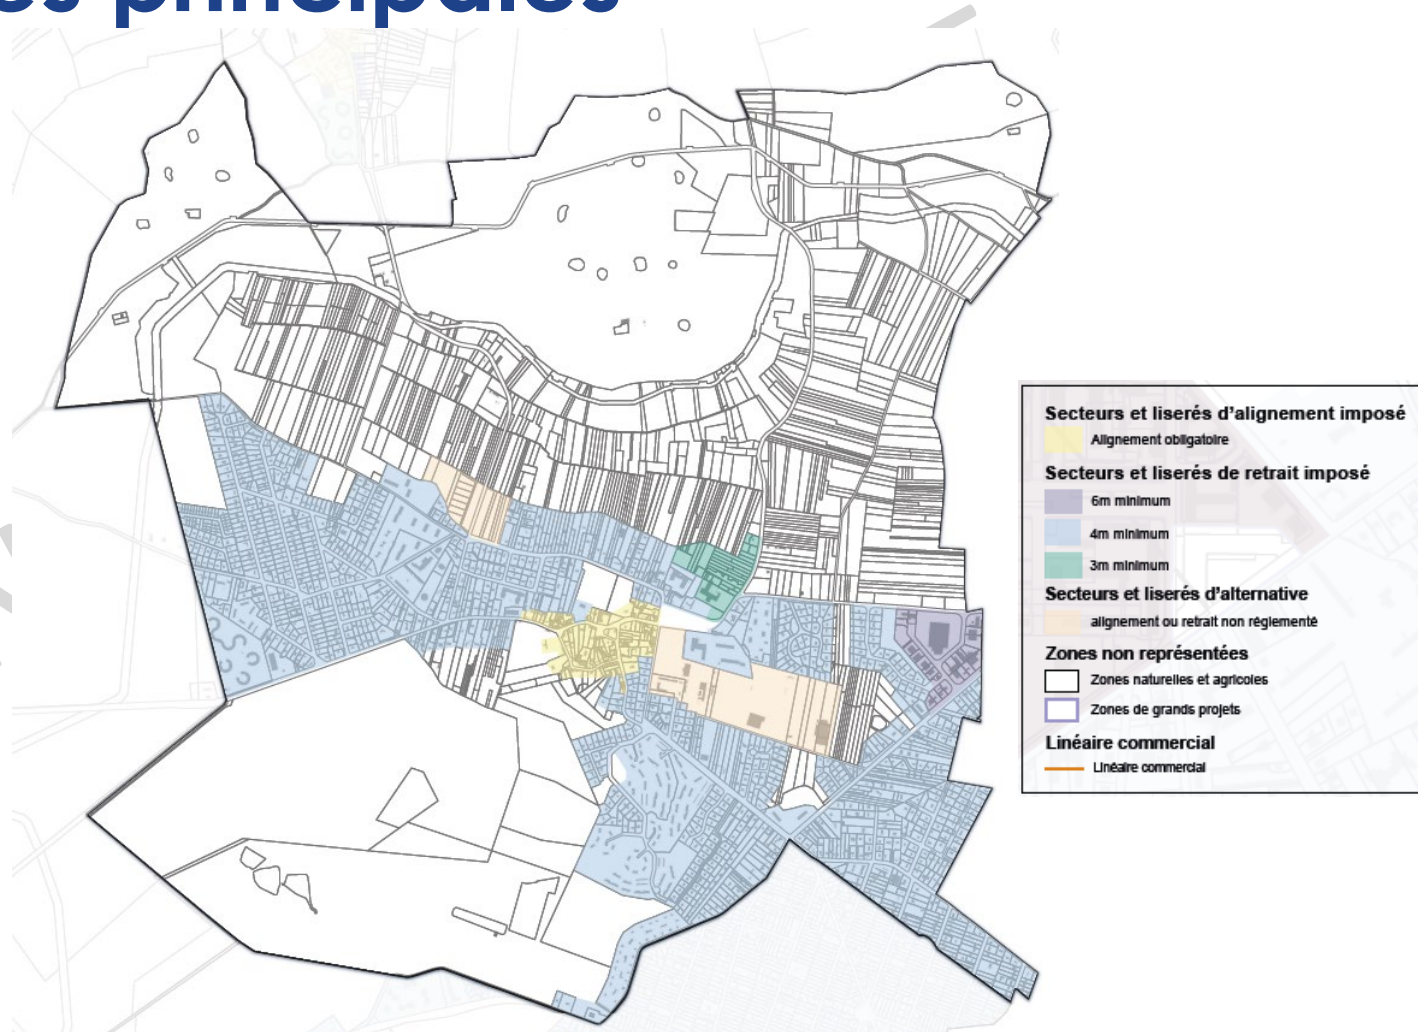 es principales
Secteurs et liserés d'alignement imposé
Alignement obligatoire
Secteurs et liserés de retrait imposé
6m minimum
4m minimum
3m minimum
Secteurs et liserés d'alternative
alignement ou retrait non réglementé
Zones non représentées
Zones naturelles et agricoles
Zones de grands projets
Linéaire commercial
Linéaire commercial